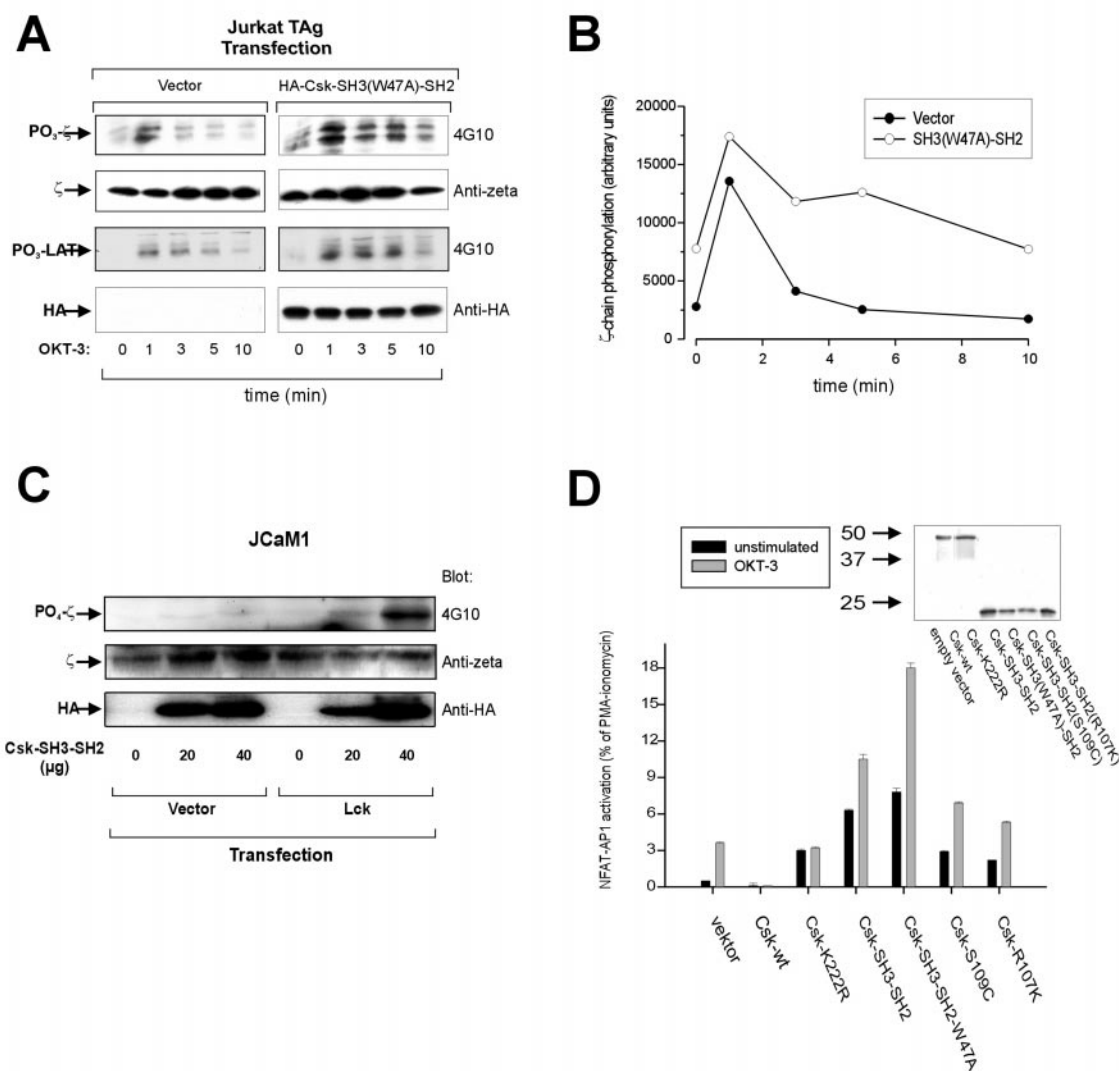 A
Jurkat TAg
Transfection
Vector
HA-Csk-SH3(W47A)-SH2
PO3-ζ
4G10
ζ
Anti-zeta
PO3-LAT
4G10
HA
Anti-HA
OKT-3: 0 1 3 5 10 0 1 3 5 10
time (min)
B
ζ-chain phosphorylation (arbitrary units)
20000
15000
10000
5000
0
Vector
SH3(W47A)-SH2
0 2 4 6 8 10
time (min)
C
JCaM1
Blot:
PO4-ζ
4G10
ζ
Anti-zeta
HA
Anti-HA
Csk-SH3-SH2
(µg)
0 20 40 0 20 40
Vector
Lck
Transfection
D
unstimulated
OKT-3
50
37
25
empty vector
Csk-wt
Csk-K222R
Csk-SH3-SH2
Csk-SH3(W47A)-SH2
Csk-SH3-SH2(S109C)
Csk-SH3-SH2(R107K)
NFAT-AP1 activation (% of PMA-ionomycin)
18
15
12
9
6
3
0
vektor
Csk-wt
Csk-K222R
Csk-SH3-SH2
Csk-SH3-SH2-W47A
Csk-S109C
Csk-R107K